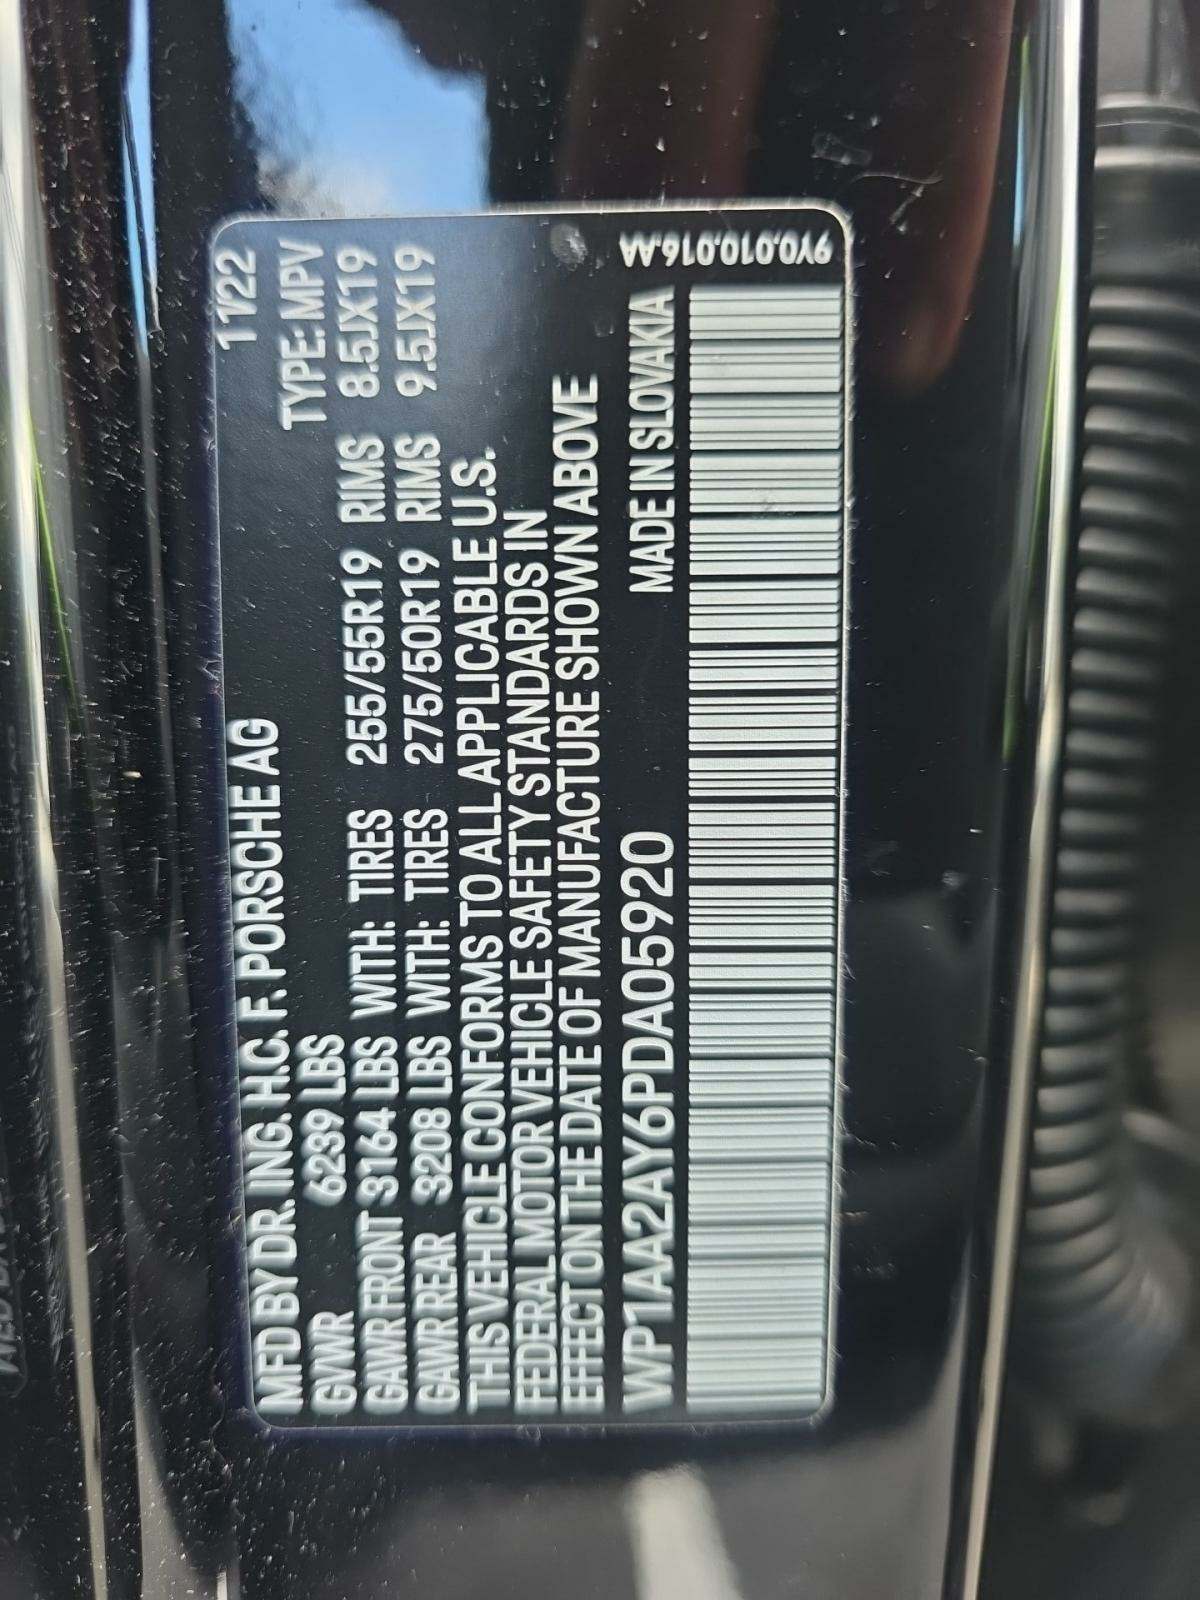 11/22
MFD BY DR. ING. H.C. F. PORSCHE AG
GVWR 6239 LBS TYPE: MPV
GAWR FRONT 3164 LBS WITH: TIRES 255/55R19 RIMS 8.5JX19
GAWR REAR 3208 LBS WITH: TIRES 275/50R19 RIMS 9.5JX19
THIS VEHICLE CONFORMS TO ALL APPLICABLE U.S.
FEDERAL MOTOR VEHICLE SAFETY STANDARDS IN
EFFECT ON THE DATE OF MANUFACTURE SHOWN ABOVE
WP1AA2AY6PDA05920 MADE IN SLOVAKIA
9Y0.010.016.AA